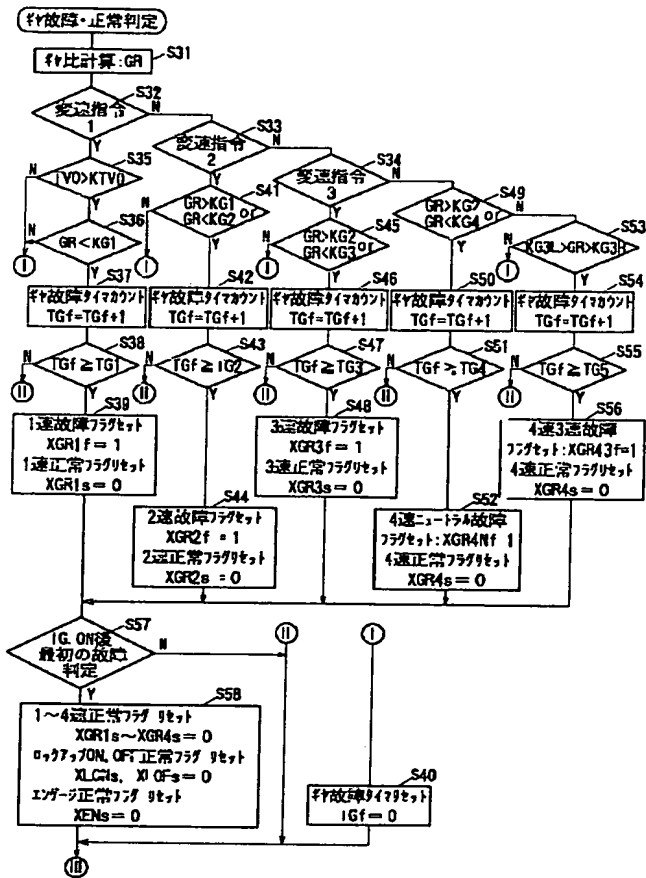 ギヤ故障・正常判定
ギヤ比計算:GR
S31
変速指令
1
S32
N
Y
変速指令
2
S33
N
Y
変速指令
3
S34
N
Y
TVO>KTVO
S35
N
Y
GR<KG1
S36
N
Y
I
GR>KG1
GR<KG2 or
S41
N
Y
I
GR>KG2
GR<KG3 or
S45
N
Y
I
GR>KG2
GR<KG4 or
S49
N
Y
KG3L>GR>KG3H
S53
N
Y
I
S37
ギヤ故障タイマカウント
TGf=TGf+1
S42
ギヤ故障タイマカウント
TGf=TGf+1
S46
ギヤ故障タイマカウント
TGf=TGf+1
S50
ギヤ故障タイマカウント
TGf=TGf+1
S54
ギヤ故障タイマカウント
TGf=TGf+1
S38
TGf≧TG1
N
Y
II
S43
TGf≧TG2
N
Y
II
S47
TGf≧TG3
N
Y
II
S51
TGf≧TG4
N
Y
II
S55
TGf≧TG5
N
Y
II
S39
1速故障フラグセット
XGR1f=1
1速正常フラグリセット
XGR1s=0
S44
2速故障フラグセット
XGR2f=1
2速正常フラグリセット
XGR2s=0
S48
3速故障フラグセット
XGR3f=1
3速正常フラグリセット
XGR3s=0
S52
4速ニュートラル故障
フラグセット:XGR4Nf 1
4速正常フラグリセット
XGR4s=0
S56
4速3速故障
フラグセット:XGR43f=1
4速正常フラグリセット
XGR4s=0
S57
IG.ON後
最初の故障
判定
N
Y
II
I
S58
1~4速正常フラグ リセット
XGR1s~XGR4s=0
ロックアップON,OFF正常フラグ リセット
XLONs, XLOFs=0
エンゲージ正常フラグ リセット
XENs=0
S40
ギヤ故障タイマリセット
TGf=0
III